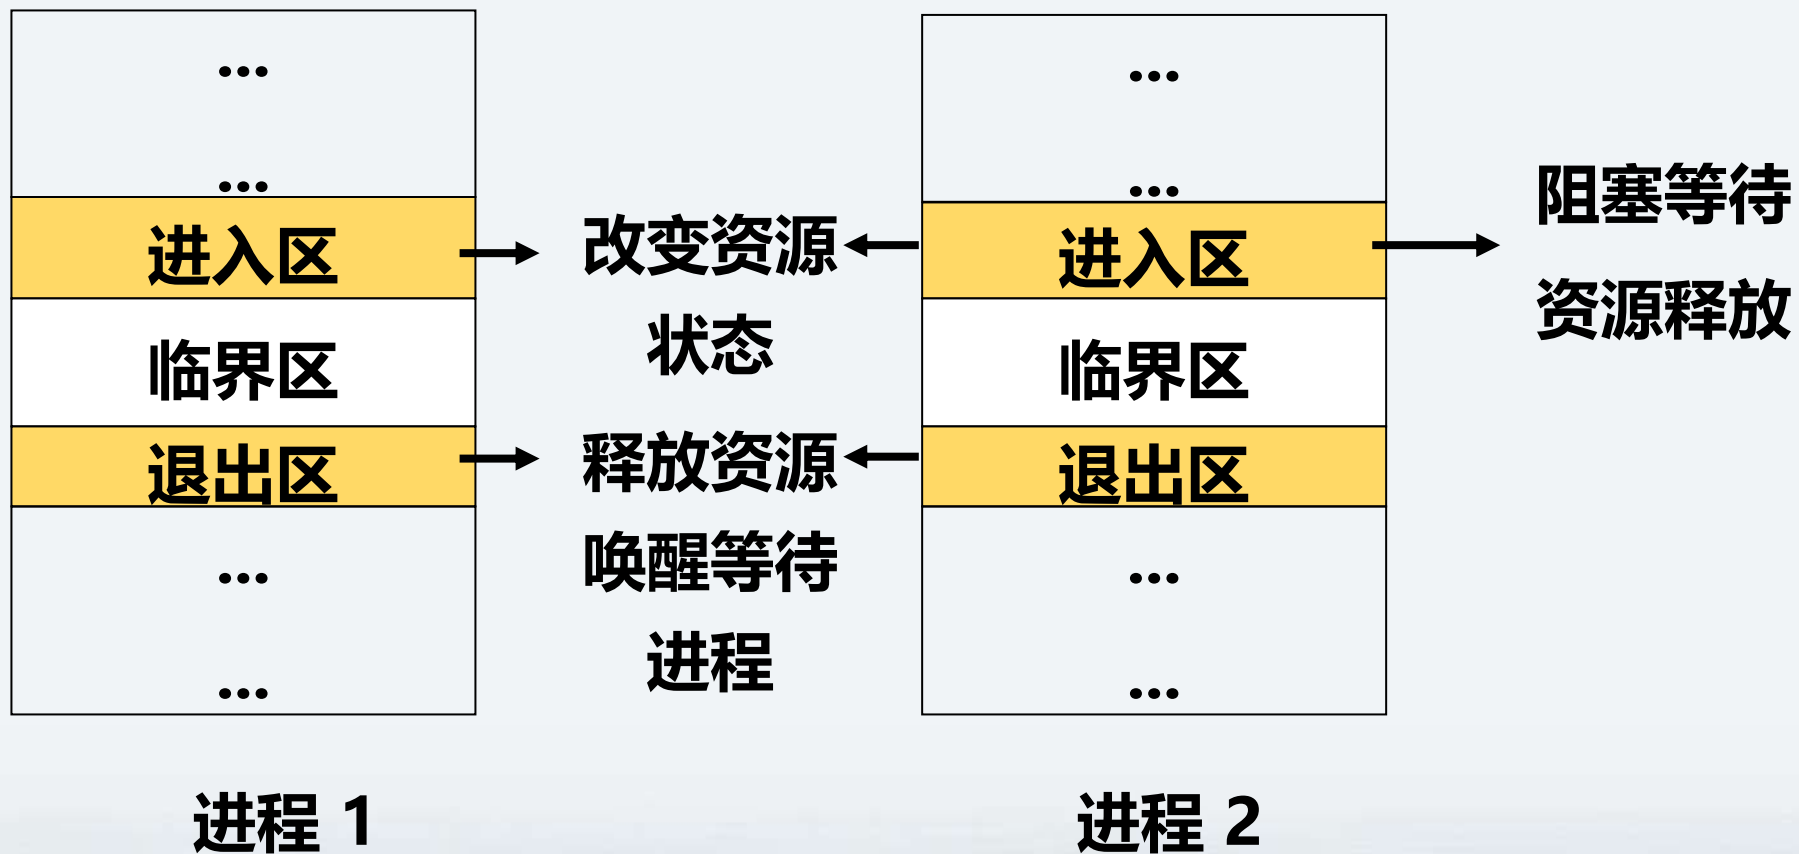 ...
...
进入区
临界区
退出区
...
...
进程 1
改变资源
状态
释放资源
唤醒等待
进程
...
...
进入区
临界区
退出区
...
...
进程 2
阻塞等待
资源释放